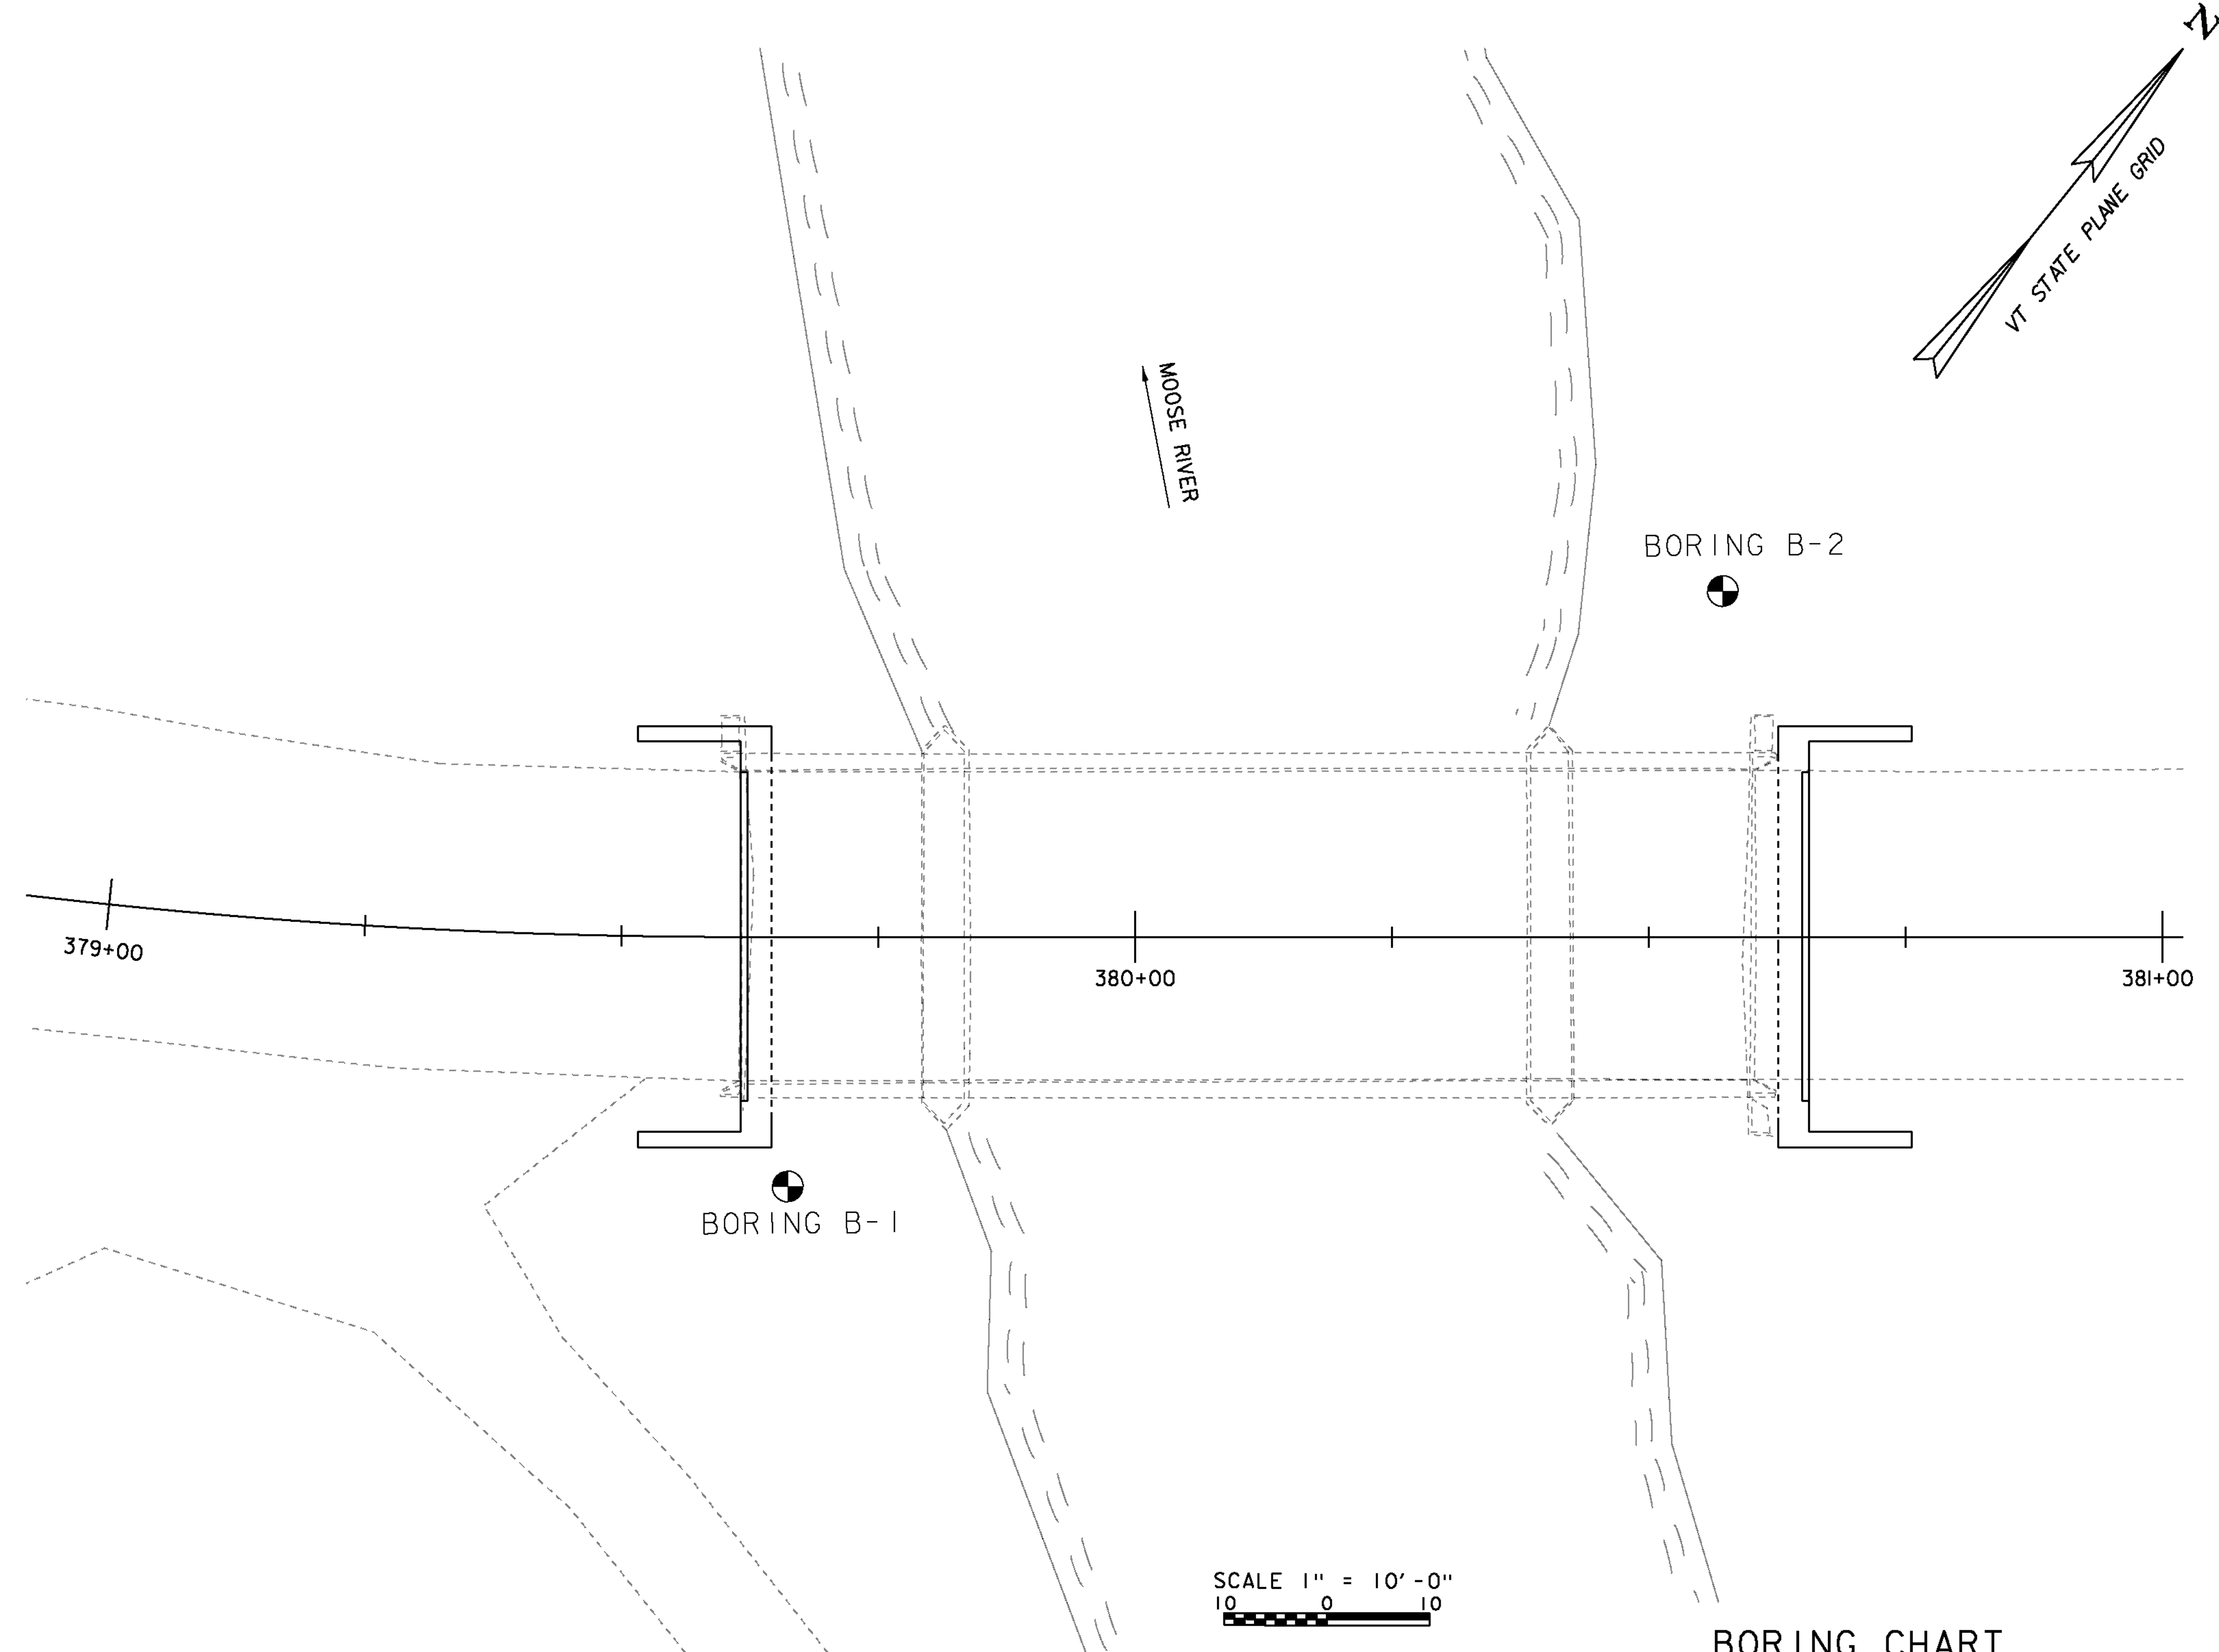 N
VT STATE PLANE GRID
MOOSE RIVER
BORING B-2
379+00
380+00
381+00
BORING B-1
SCALE 1" = 10'-0"
10 0 10
BORING CHART